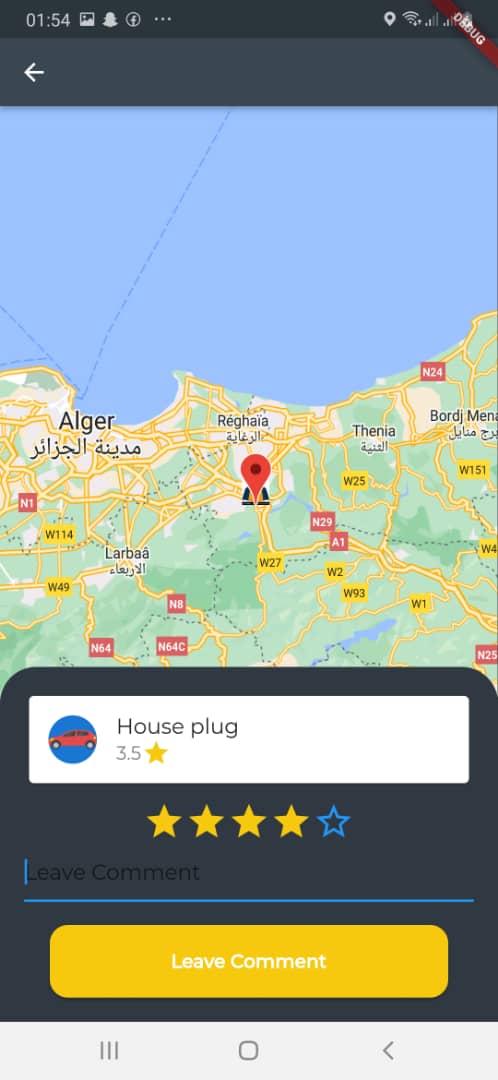 01:54
DEBUG
N24
Alger
مدينة الجزائر
Réghaïa
الرغاية
Thenia
الثنية
Bordj Mena
برج منايل
W151
W25
N1
N29
W114
A1
Larbaâ
الاربعاء
W27
W4
W2
W49
W93
N8
W1
N64
N64C
N25
House plug
3.5
Leave Comment
Leave Comment